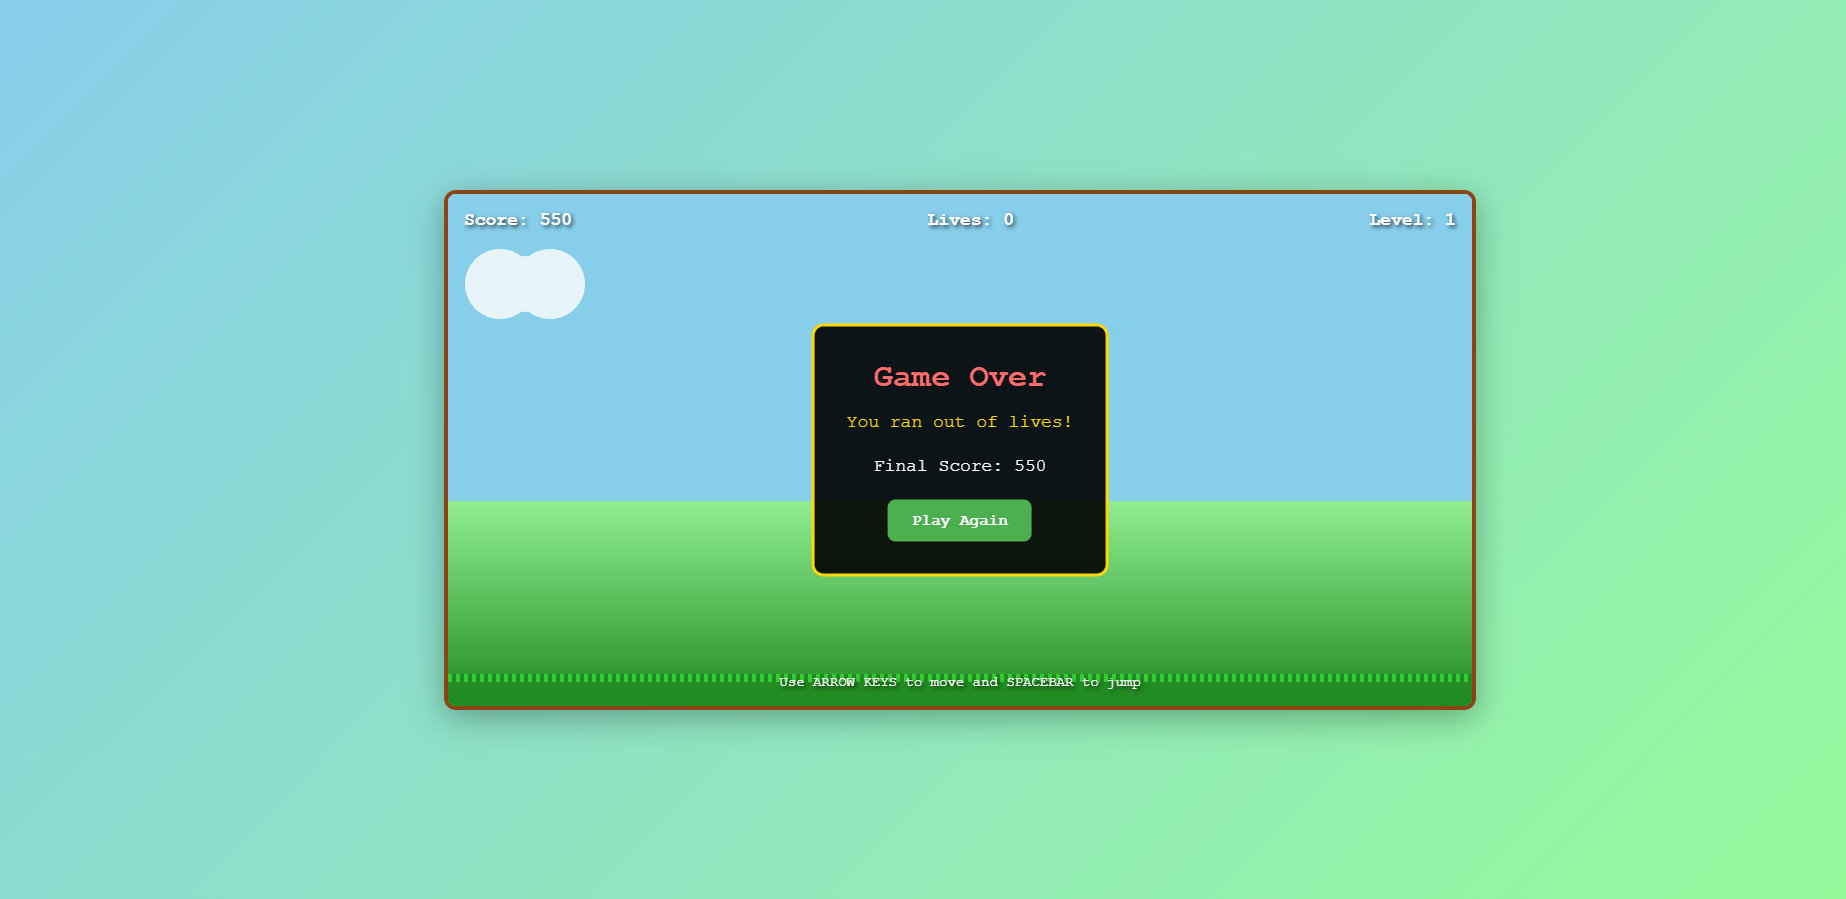 Score: 550
Lives: 0
Level: 1
Game Over
You ran out of lives!
Final Score: 550
Play Again
Use ARROW KEYS to move and SPACEBAR to jump